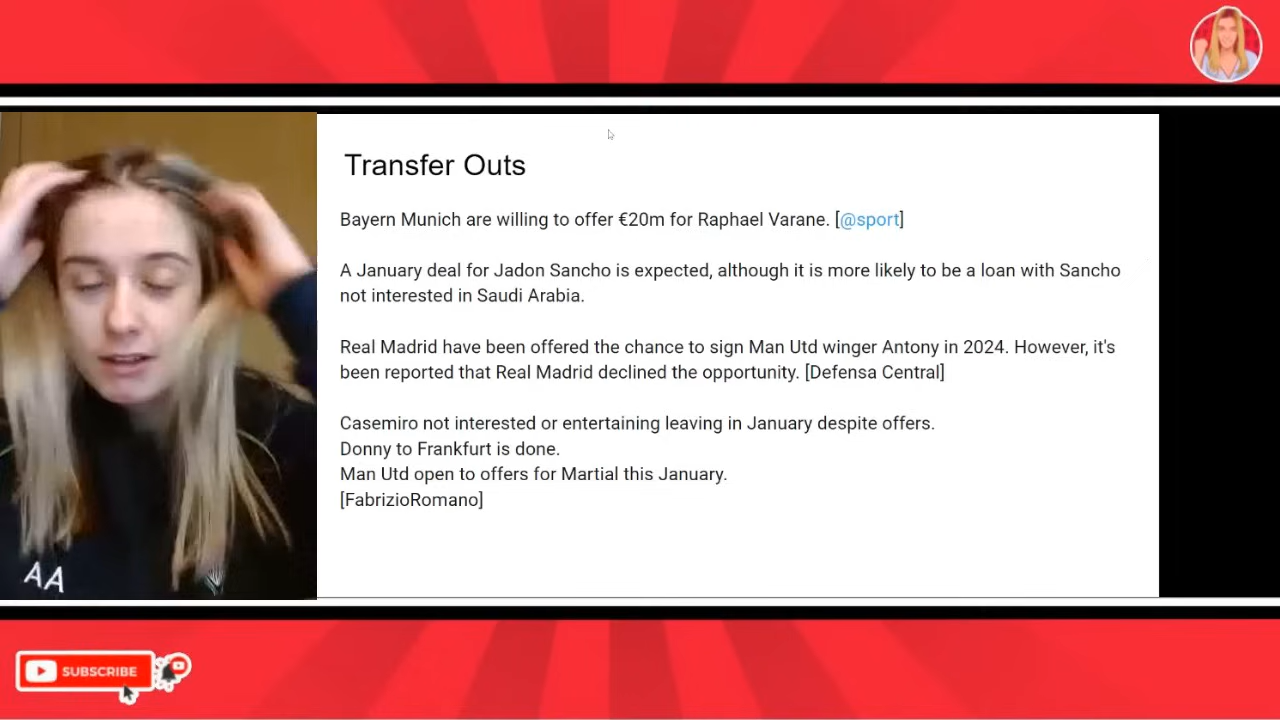 Transfer Outs
Bayern Munich are willing to offer €20m for Raphael Varane. [@sport]
A January deal for Jadon Sancho is expected, although it is more likely to be a loan with Sancho
not interested in Saudi Arabia.
Real Madrid have been offered the chance to sign Man Utd winger Antony in 2024. However, it's
been reported that Real Madrid declined the opportunity. [Defensa Central]
Casemiro not interested or entertaining leaving in January despite offers.
Donny to Frankfurt is done.
Man Utd open to offers for Martial this January.
[FabrizioRomano]
AA
SUBSCRIBE